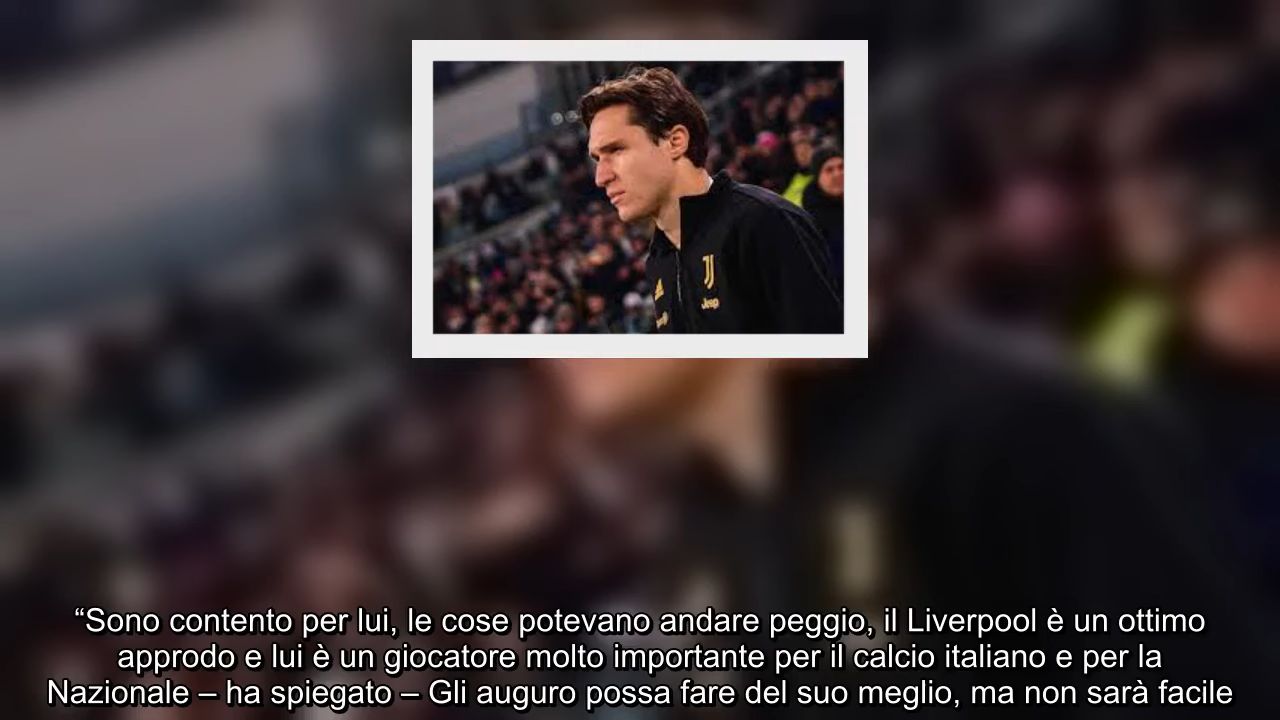 Jeep
“Sono contento per lui, le cose potevano andare peggio, il Liverpool è un ottimo
approdo e lui è un giocatore molto importante per il calcio italiano e per la
Nazionale – ha spiegato – Gli auguro possa fare del suo meglio, ma non sarà facile